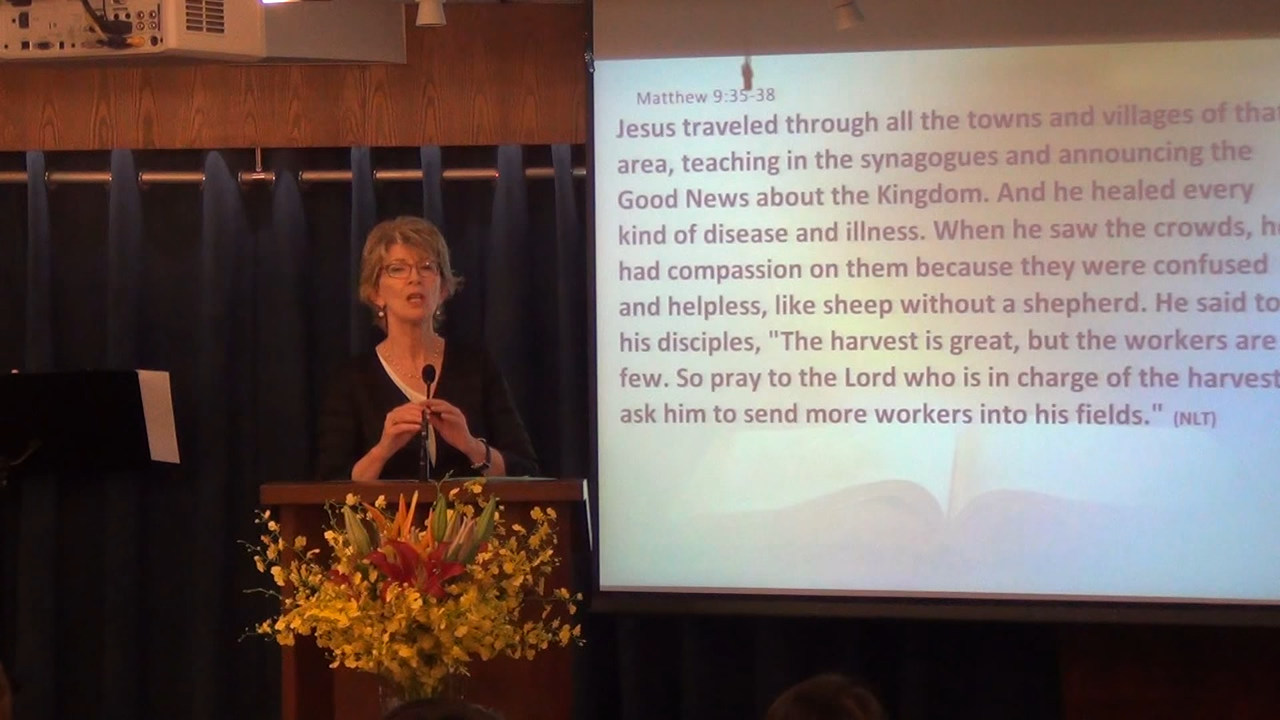 Matthew 9:35-38
Jesus traveled through all the towns and villages of tha
area, teaching in the synagogues and announcing the
Good News about the Kingdom. And he healed every
kind of disease and illness. When he saw the crowds, he
had compassion on them because they were confused
and helpless, like sheep without a shepherd. He said to
his disciples, "The harvest is great, but the workers are
few. So pray to the Lord who is in charge of the harvest
ask him to send more workers into his fields." (NLT)